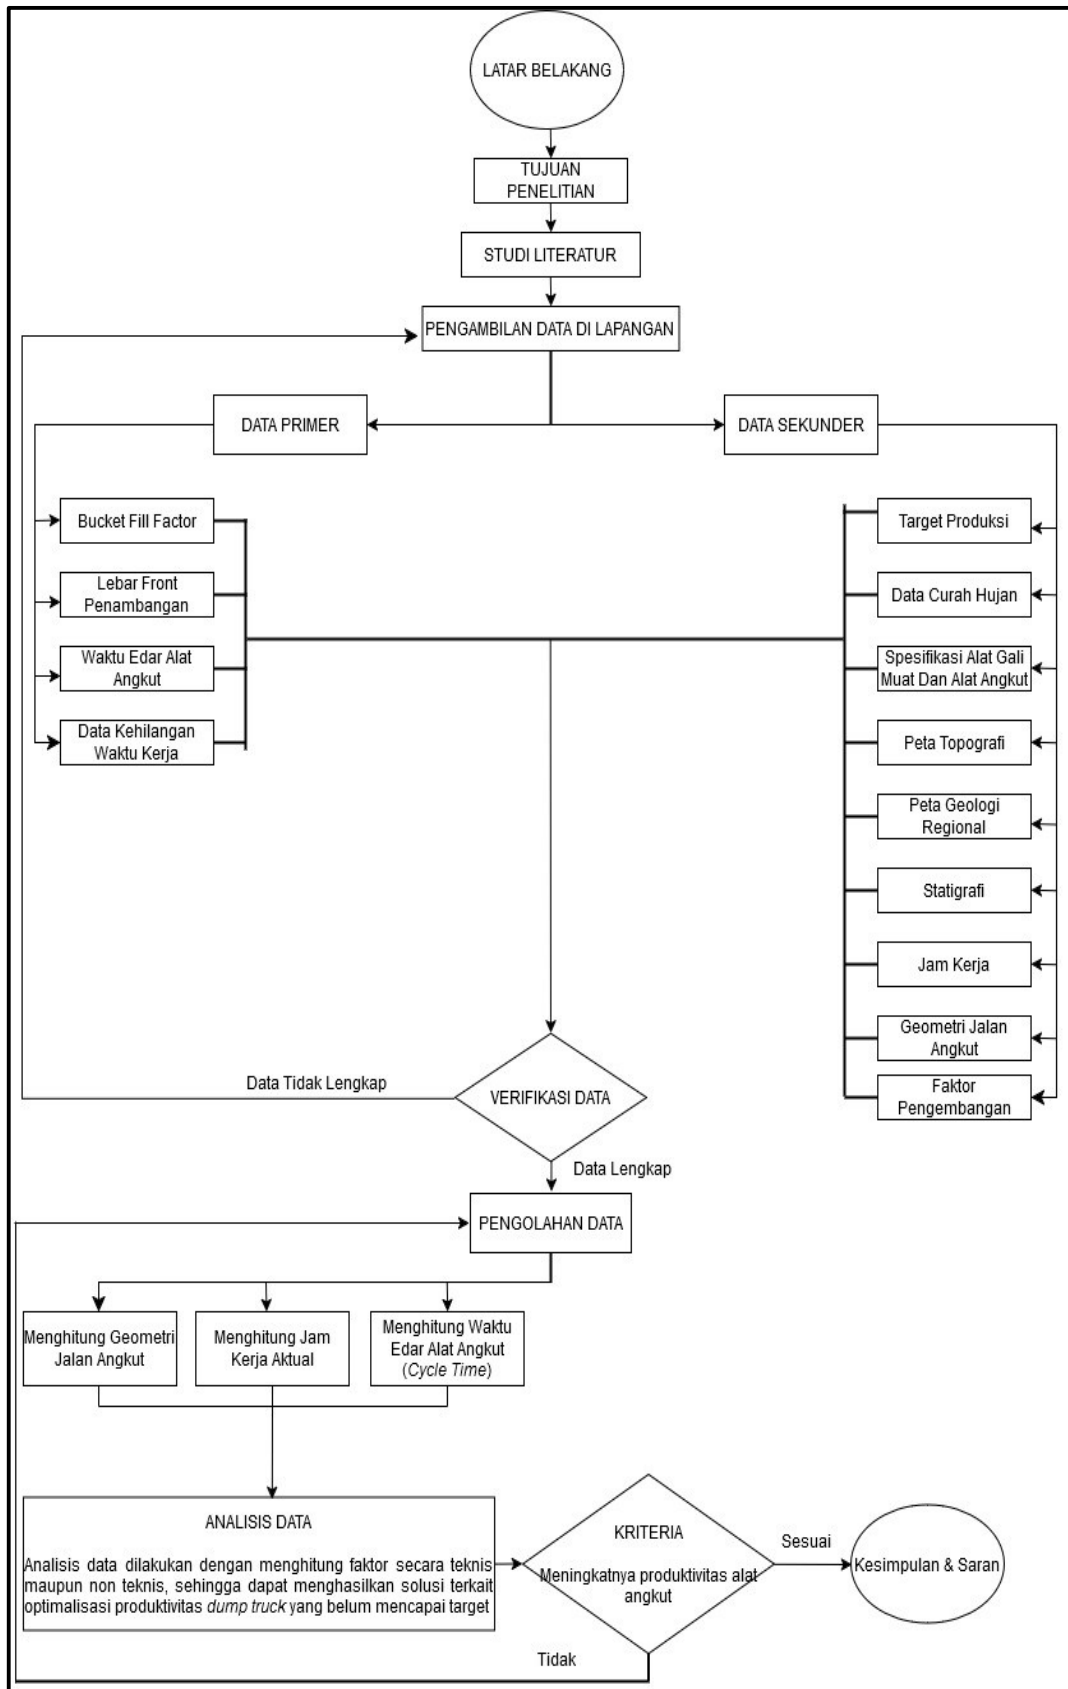 LATAR BELAKANG
TUJUAN
PENELITIAN
STUDI LITERATUR
PENGAMBILAN DATA DI LAPANGAN
DATA PRIMER
DATA SEKUNDER
Bucket Fill Factor
Lebar Front
Penambangan
Waktu Edar Alat
Angkut
Data Kehilangan
Waktu Kerja
Target Produksi
Data Curah Hujan
Spesifikasi Alat Gali
Muat Dan Alat Angkut
Peta Topografi
Peta Geologi
Regional
Statigrafi
Jam Kerja
Geometri Jalan
Angkut
Faktor
Pengembangan
VERIFIKASI DATA
Data Tidak Lengkap
Data Lengkap
PENGOLAHAN DATA
Menghitung Geometri
Jalan Angkut
Menghitung Jam
Kerja Aktual
Menghitung Waktu
Edar Alat Angkut
(Cycle Time)
ANALISIS DATA
Analisis data dilakukan dengan menghitung faktor secara teknis
maupun non teknis, sehingga dapat menghasilkan solusi terkait
optimalisasi produktivitas dump truck yang belum mencapai target
KRITERIA
Meningkatnya produktivitas alat
angkut
Sesuai
Kesimpulan & Saran
Tidak